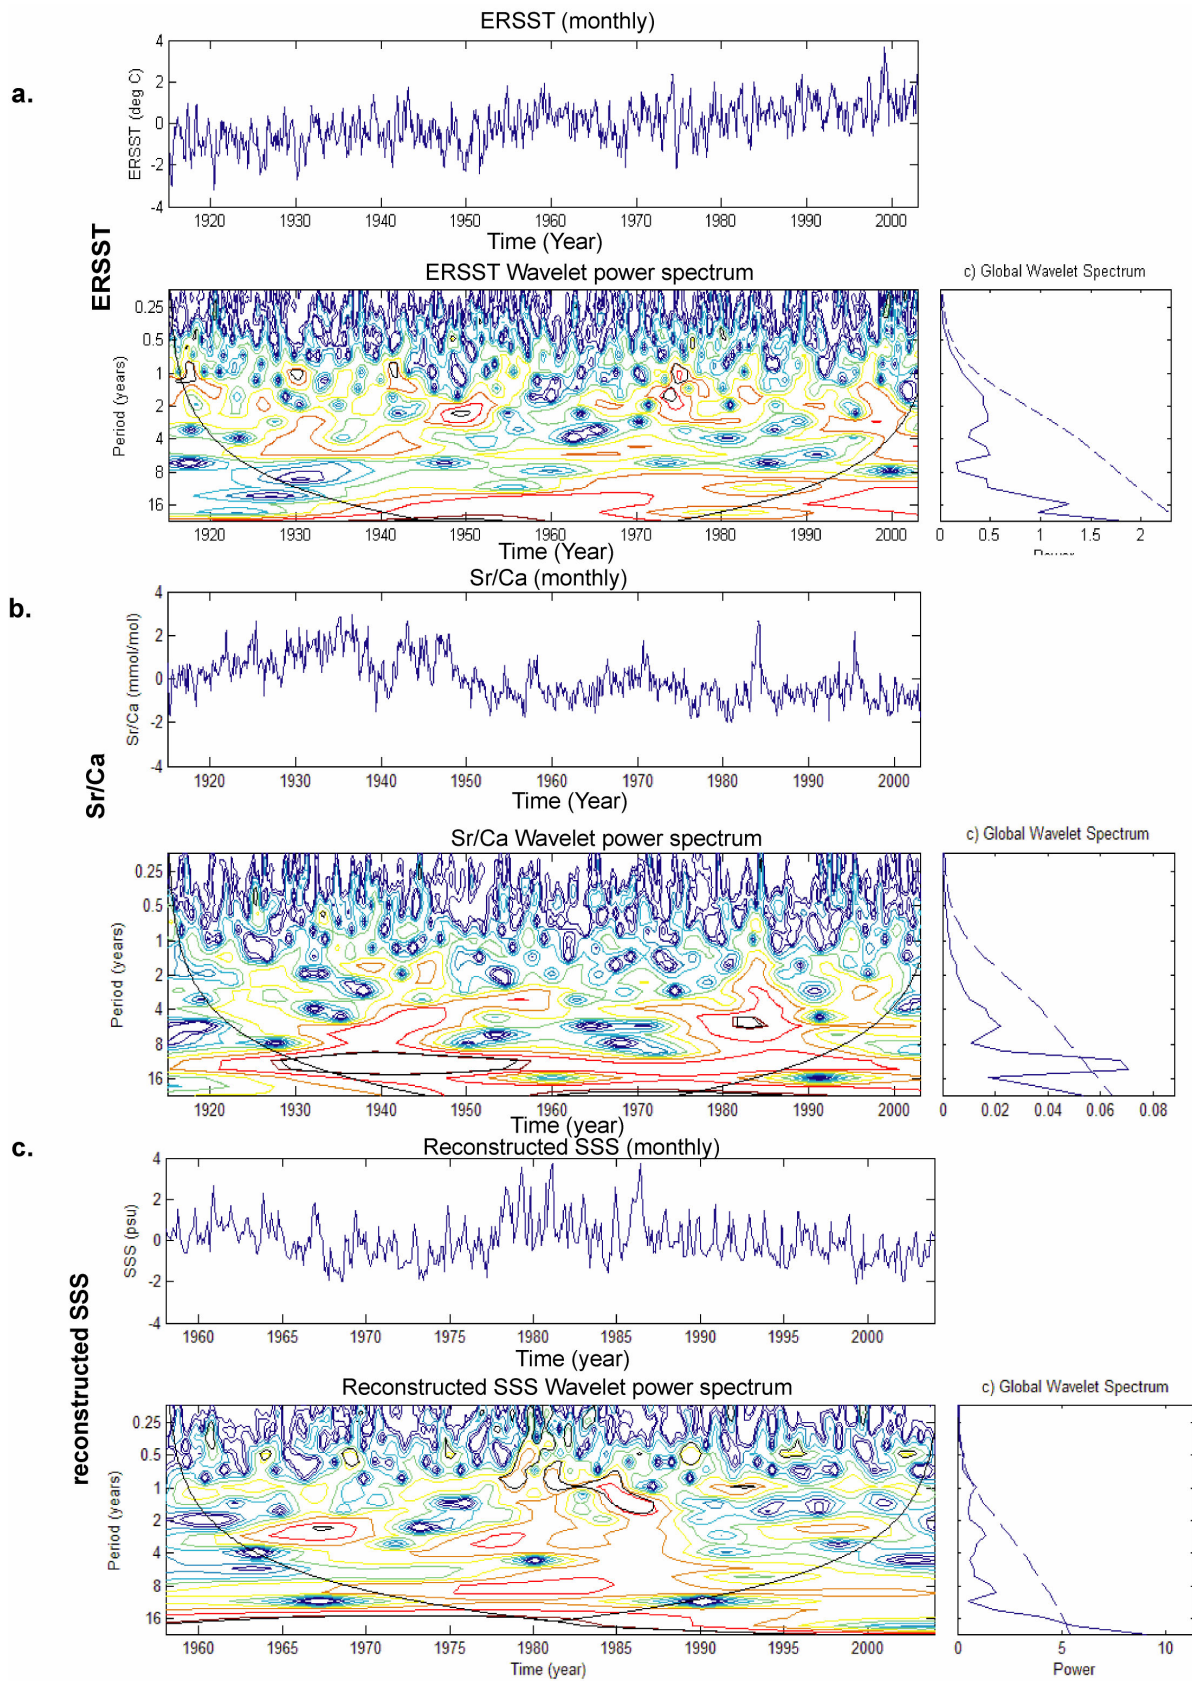 ERSST (monthly)
a.
ERSST (deg C)
4
2
0
-2
-4
1920 1930 1940 1950 1960 1970 1980 1990 2000
Time (Year)
ERSST
ERSST Wavelet power spectrum
c) Global Wavelet Spectrum
Period (years)
0.25
0.5
1
2
4
8
16
1920 1930 1940 1950 1960 1970 1980 1990 2000
0 0.5 1 1.5 2
Time (Year)
Power
Sr/Ca (monthly)
b.
Sr/Ca (mmol/mol)
4
2
0
-2
-4
1920 1930 1940 1950 1960 1970 1980 1990 2000
Time (Year)
Sr/Ca
Sr/Ca Wavelet power spectrum
c) Global Wavelet Spectrum
Period (years)
0.25
0.5
1
2
4
8
16
1920 1930 1940 1950 1960 1970 1980 1990 2000
0 0.02 0.04 0.06 0.08
Time (year)
c.
Reconstructed SSS (monthly)
SSS (psu)
4
2
0
-2
-4
1960 1965 1970 1975 1980 1985 1990 1995 2000
Time (year)
reconstructed SSS
Reconstructed SSS Wavelet power spectrum
c) Global Wavelet Spectrum
Period (years)
0.25
0.5
1
2
4
8
16
1960 1965 1970 1975 1980 1985 1990 1995 2000
0 5 10
Time (year)
Power